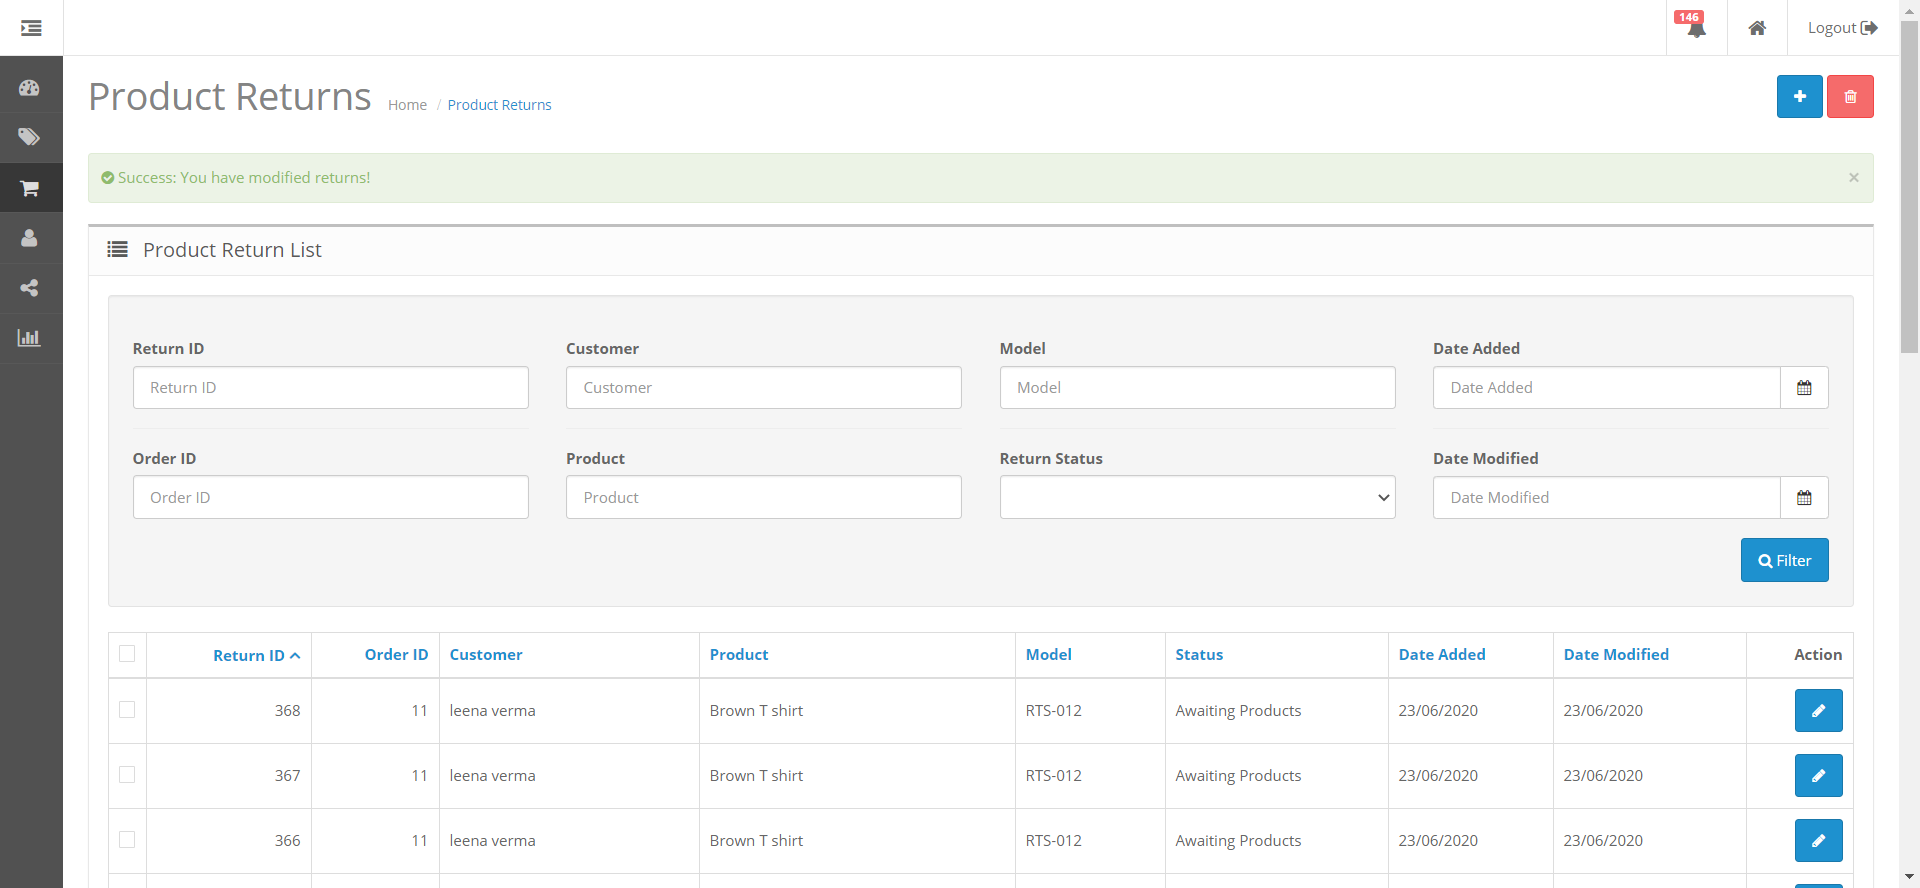 146
Logout
Product Returns Home / Product Returns
Success: You have modified returns! ×
Product Return List
Return ID Customer Model Date Added
Return ID Customer Model Date Added
Order ID Product Return Status Date Modified
Order ID Product Date Modified
Filter
Return ID Order ID Customer Product Model Status Date Added Date Modified Action
368 11 leena verma Brown T shirt RTS-012 Awaiting Products 23/06/2020 23/06/2020
367 11 leena verma Brown T shirt RTS-012 Awaiting Products 23/06/2020 23/06/2020
366 11 leena verma Brown T shirt RTS-012 Awaiting Products 23/06/2020 23/06/2020